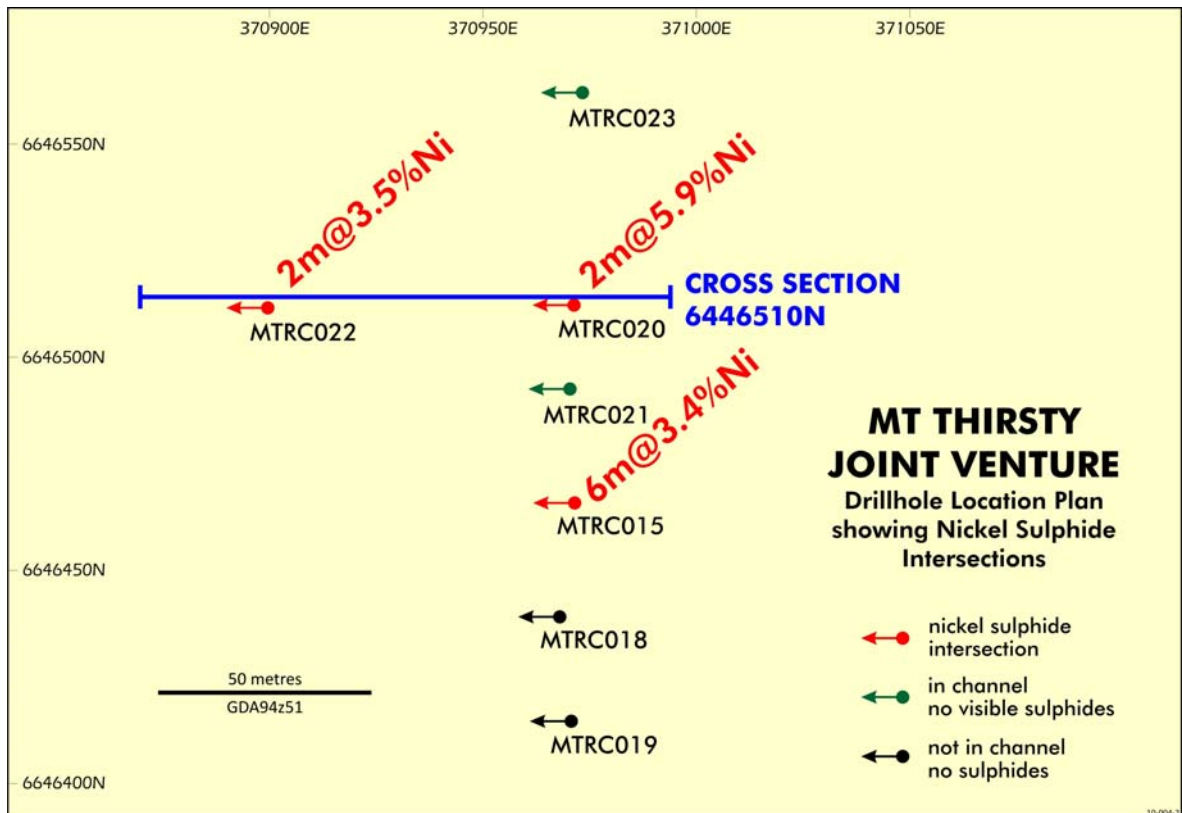 370900E 370950E 371000E 371050E
MTRC023
6646550N
2m@3.5%Ni
2m@5.9%Ni
CROSS SECTION
6446510N
MTRC022
MTRC020
6646500N
MTRC021
6m@3.4%Ni
MTRC015
MT THIRSTY
JOINT VENTURE
Drillhole Location Plan
showing Nickel Sulphide
Intersections
6646450N
MTRC018
nickel sulphide
intersection
50 metres
GDA94z51
in channel
no visible sulphides
MTRC019
not in channel
no sulphides
6646400N